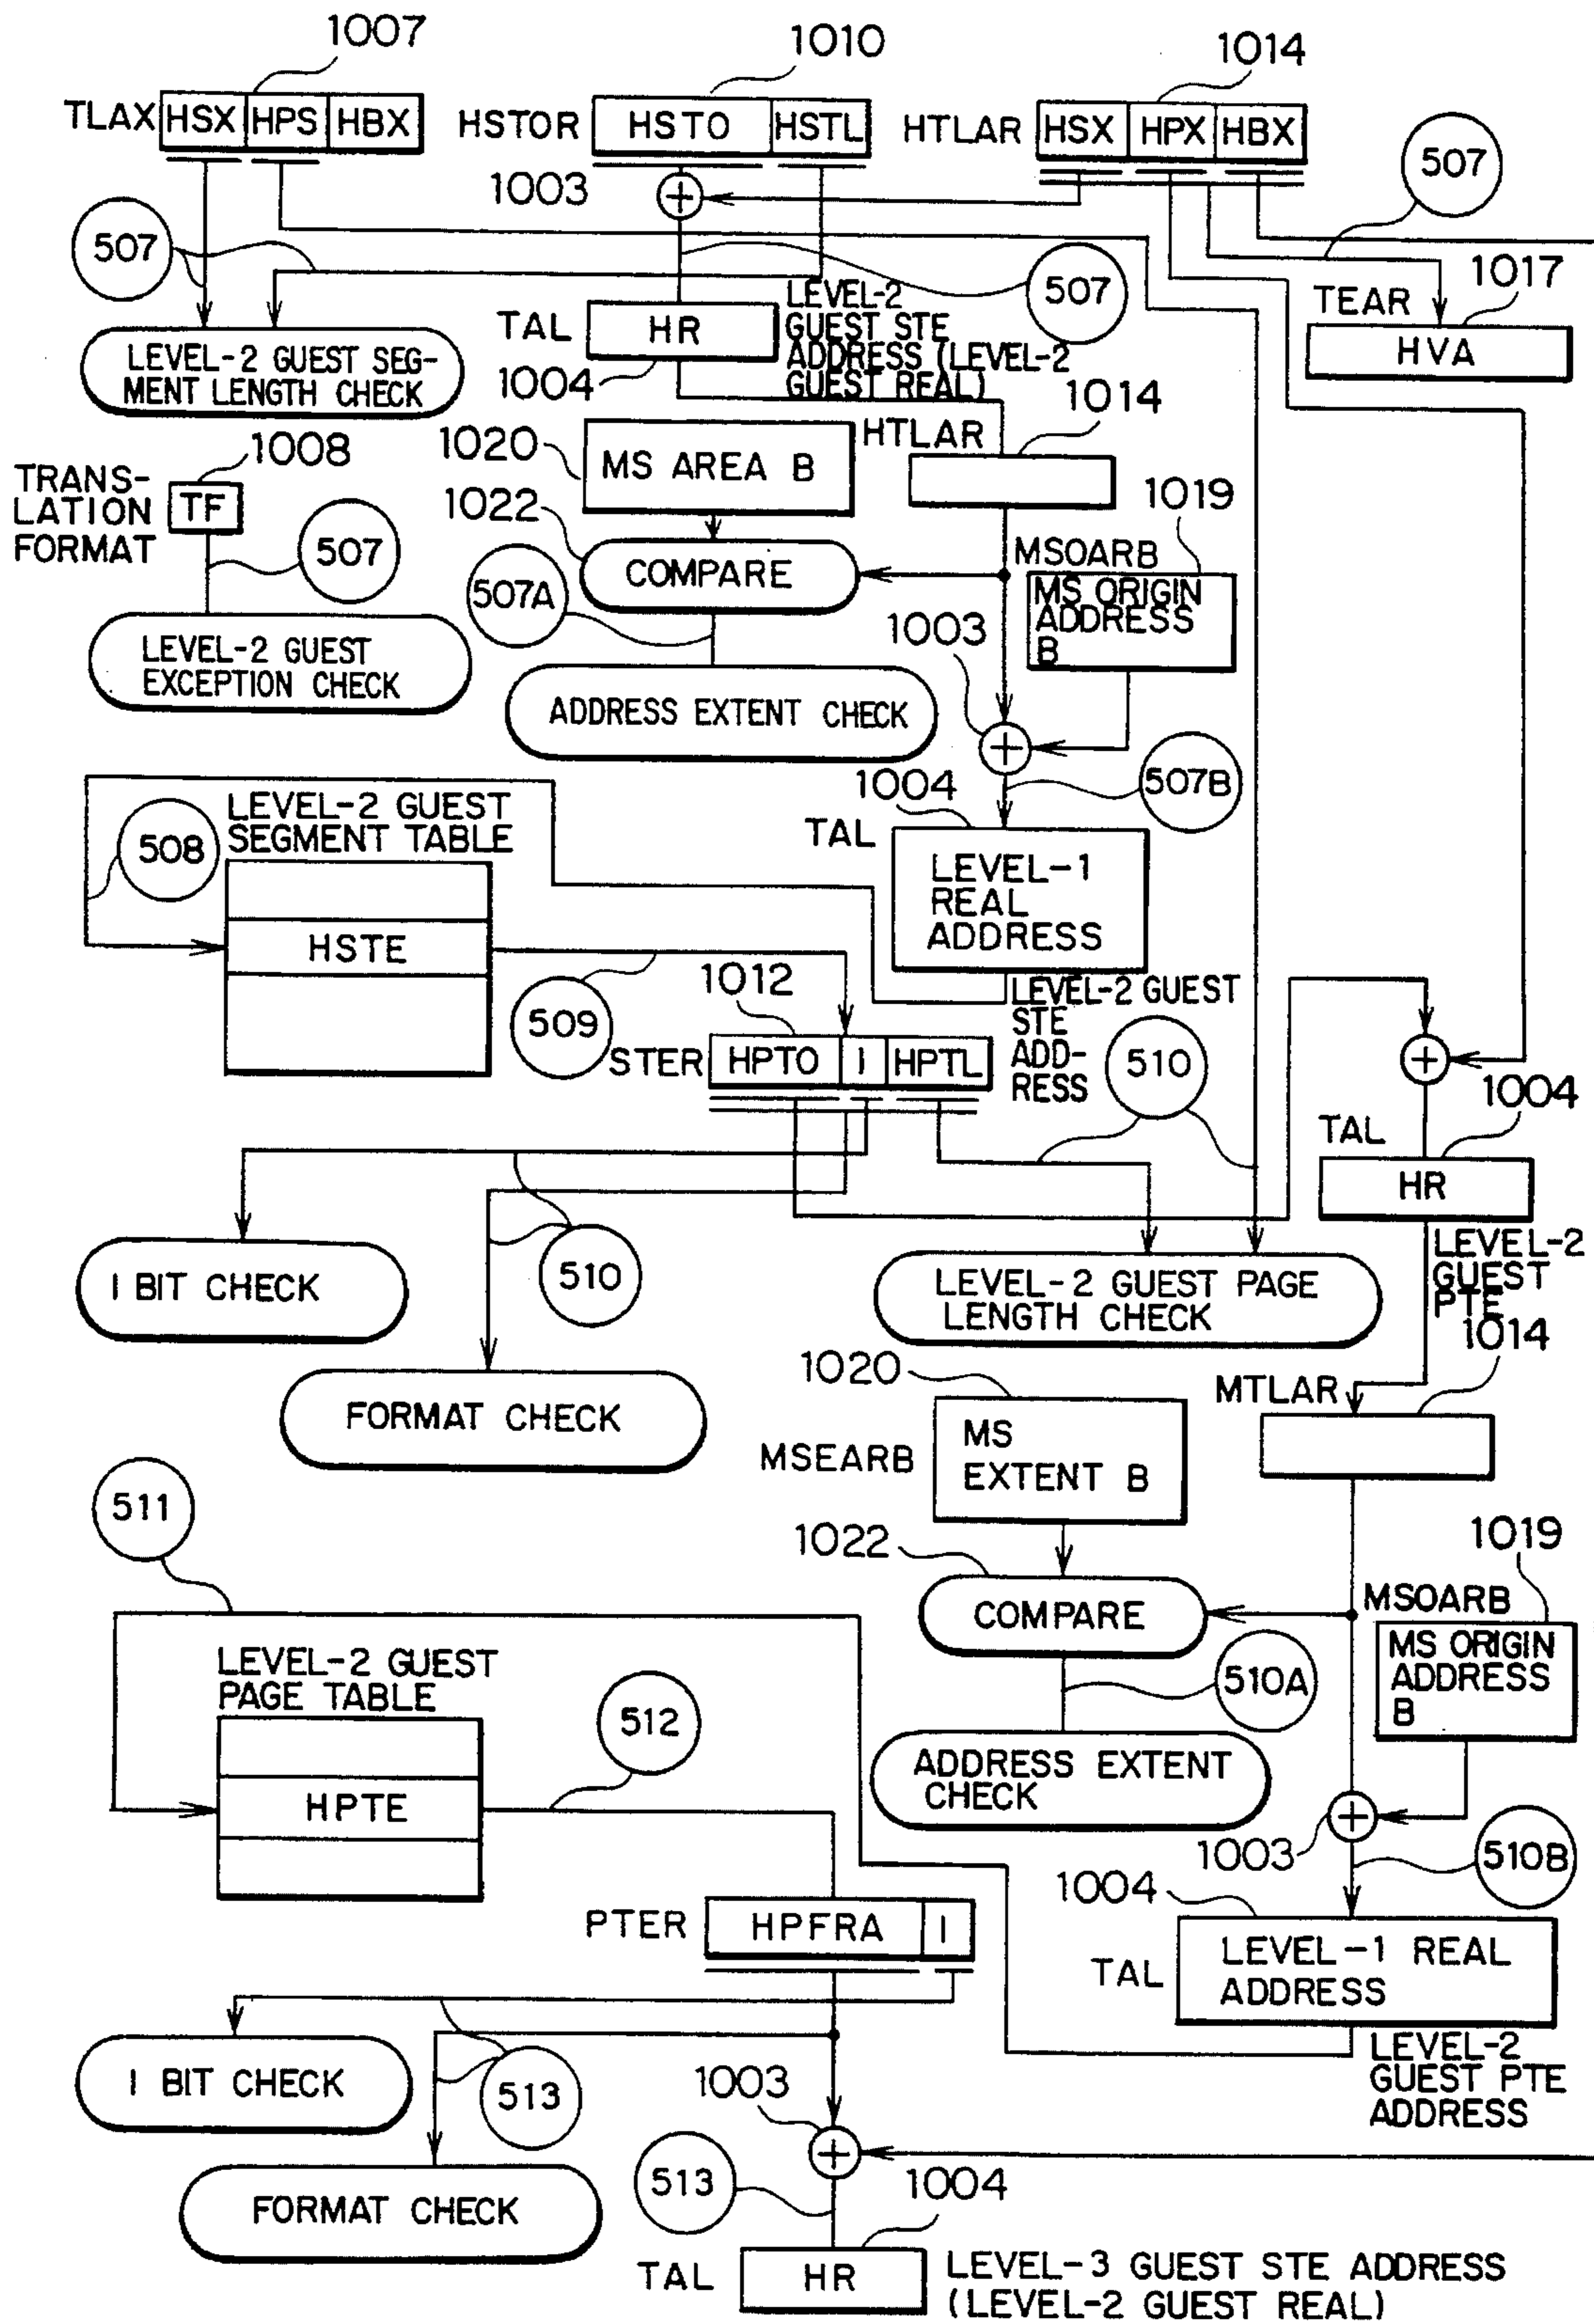 1007
1010
1014
TLAX HSX HPS HBX
HSTOR HSTO HSTL
HTLAR HSX HPX HBX
507
1003
507
507
1017
TEAR
HVA
TAL HR
1004
LEVEL-2
GUEST STE
ADDRESS (LEVEL-2
GUEST REAL)
LEVEL-2 GUEST SEG-
MENT LENGTH CHECK
1014
HTLAR
1020
MS AREA B
1008
TRANS-
LATION
FORMAT
TF
507
1022
COMPARE
507A
1019
MSOARB
MS ORIGIN
ADDRESS
B
1003
LEVEL-2 GUEST
EXCEPTION CHECK
ADDRESS EXTENT CHECK
507B
1004
TAL
LEVEL-1
REAL
ADDRESS
508
LEVEL-2 GUEST
SEGMENT TABLE
HSTE
509
1012
STER HPTO I HPTL
LEVEL-2 GUEST
STE
ADD-
RESS
510
1004
TAL
HR
LEVEL-2
GUEST
PTE
I BIT CHECK
510
LEVEL-2 GUEST PAGE
LENGTH CHECK
FORMAT CHECK
1014
MTLAR
1020
MSEARB
MS
EXTENT B
511
1022
COMPARE
1019
MSOARB
MS ORIGIN
ADDRESS
B
510A
LEVEL-2 GUEST
PAGE TABLE
HPTE
512
ADDRESS EXTENT
CHECK
1003
510B
1004
TAL
LEVEL-1 REAL
ADDRESS
LEVEL-2
GUEST PTE
ADDRESS
PTER HPFRA I
I BIT CHECK
513
1003
FORMAT CHECK
513
1004
TAL HR
LEVEL-3 GUEST STE ADDRESS
(LEVEL-2 GUEST REAL)